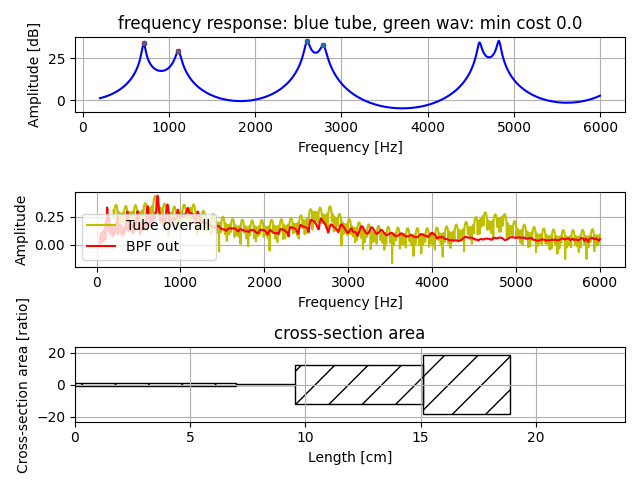 frequency response: blue tube, green wav: min cost 0.0
Amplitude [dB]
25
0
0
1000
2000
3000
4000
5000
6000
Frequency [Hz]
Amplitude
0.25
0.00
Tube overall
BPF out
0
1000
2000
3000
4000
5000
6000
Frequency [Hz]
cross-section area
Cross-section area [ratio]
20
0
−20
0
5
10
15
20
Length [cm]